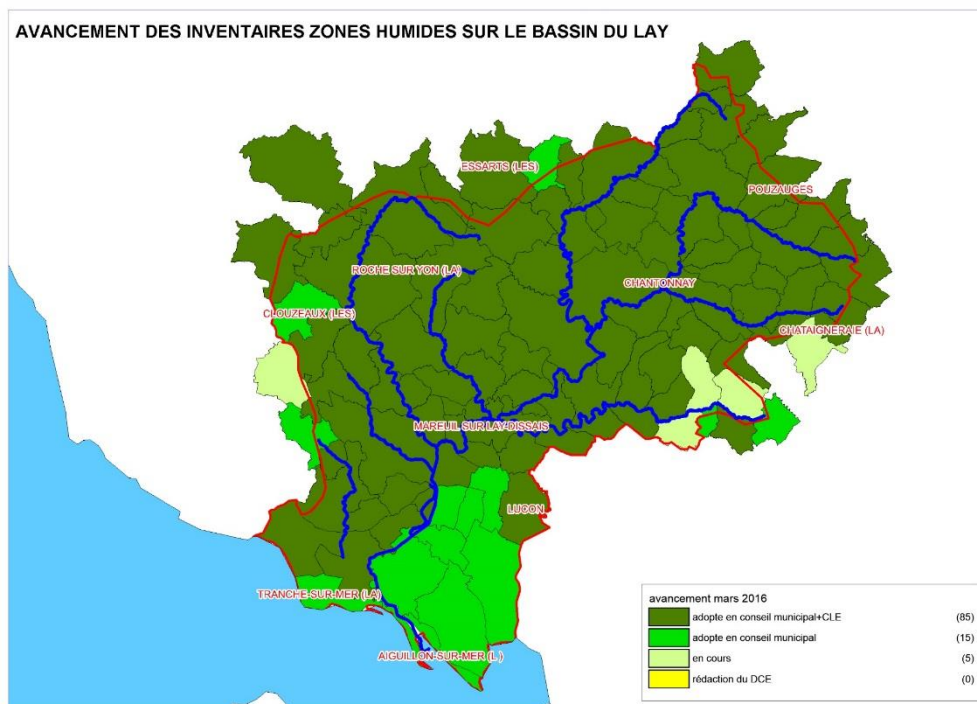 AVANCEMENT DES INVENTAIRES ZONES HUMIDES SUR LE BASSIN DU LAY
ESSARTS (LES)
POUZAUGES
ROCHE SUR YON (LA)
CHANTONNAY
CLOUZEAUX (LES)
CHATAIGNERAIE (LA)
MAREUIL SUR LAY-DISSAIS
LUCON
TRANCHE-SUR-MER (LA)
AIGUILLON-SUR-MER (L')
avancement mars 2016
adopte en conseil municipal+CLE (85)
adopte en conseil municipal (15)
en cours (5)
rédaction du DCE (0)